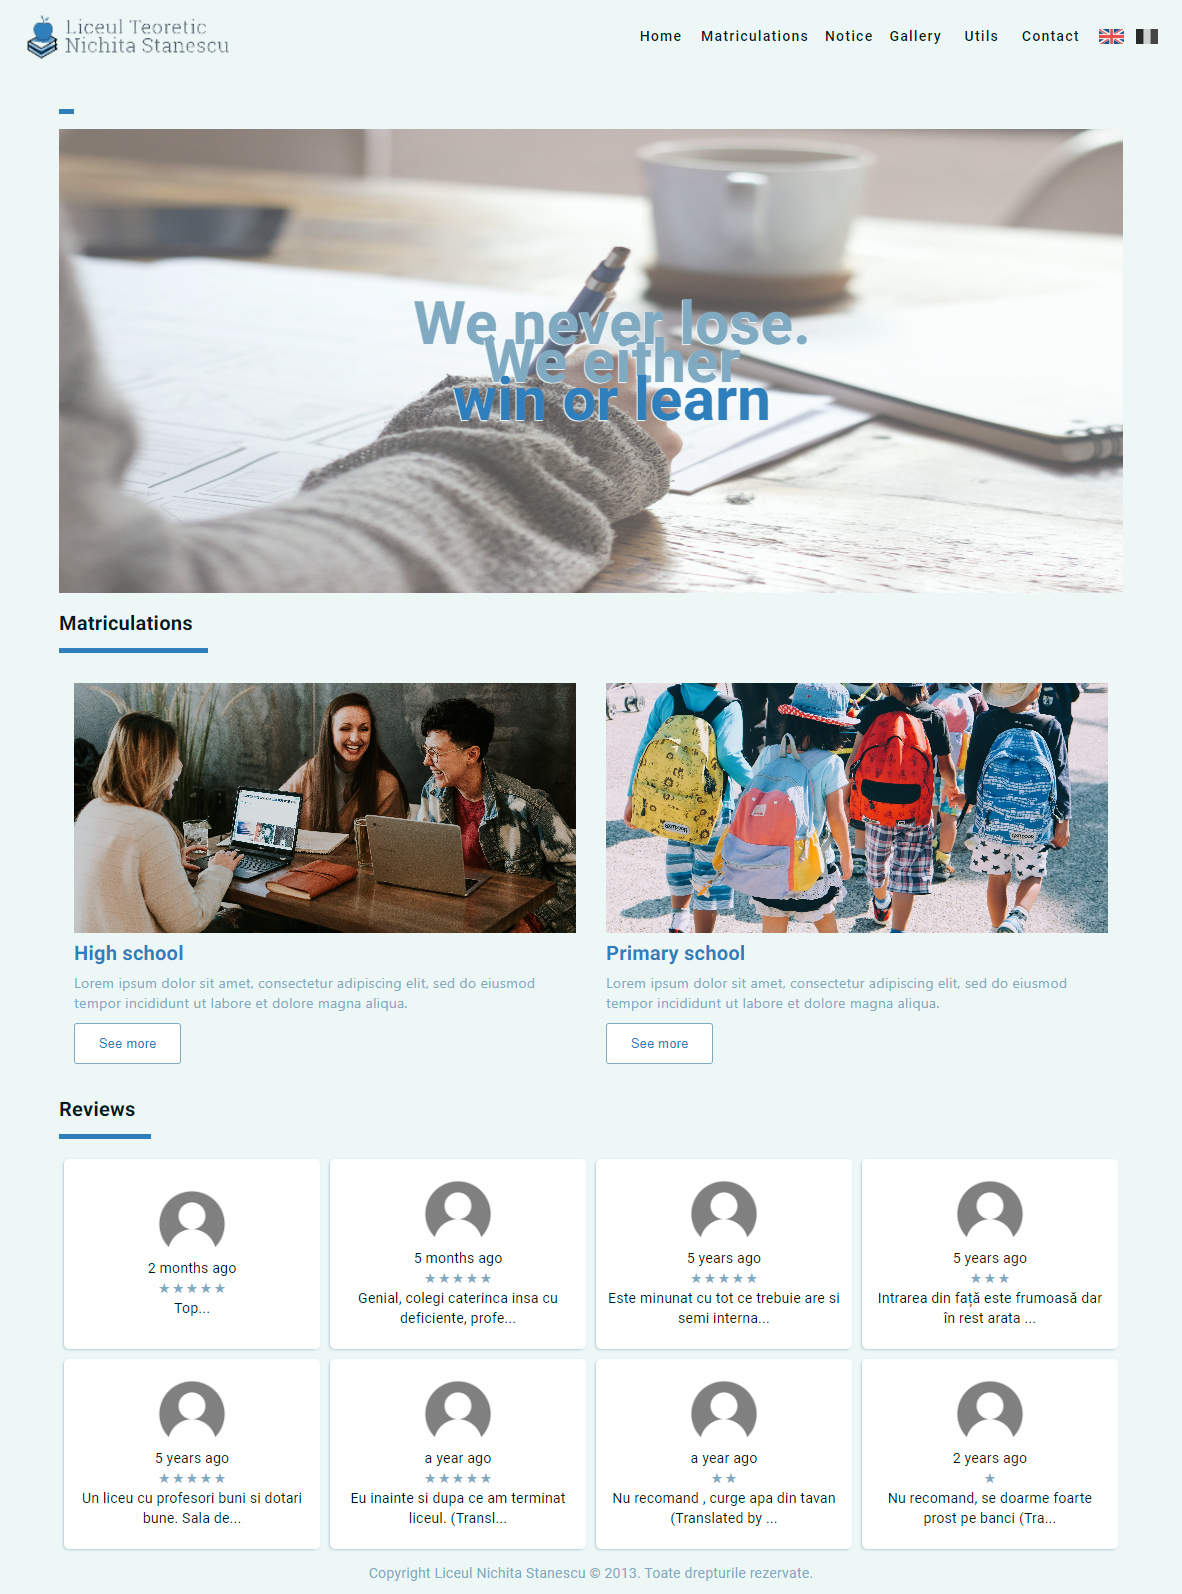 Liceul Teoretic
Nichita Stanescu
Home Matriculations Notice Gallery Utils Contact
We never lose.
We either
win or learn
Matriculations
High school
Lorem ipsum dolor sit amet, consectetur adipiscing elit, sed do eiusmod
tempor incididunt ut labore et dolore magna aliqua.
See more
Primary school
Lorem ipsum dolor sit amet, consectetur adipiscing elit, sed do eiusmod
tempor incididunt ut labore et dolore magna aliqua.
See more
Reviews
2 months ago
★★★★★
Top...
5 months ago
★★★★★
Genial, colegi caterinca insa cu
deficiente, profe...
5 years ago
★★★★★
Este minunat cu tot ce trebuie are si
semi interna...
5 years ago
★★★
Intrarea din față este frumoasă dar
în rest arata ...
5 years ago
★★★★★
Un liceu cu profesori buni si dotari
bune. Sala de...
a year ago
★★★★★
Eu inainte si dupa ce am terminat
liceul. (Transl...
a year ago
★★
Nu recomand , curge apa din tavan
(Translated by ...
2 years ago
★
Nu recomand, se doarme foarte
prost pe banci (Tra...
Copyright Liceul Nichita Stanescu © 2013. Toate drepturile rezervate.